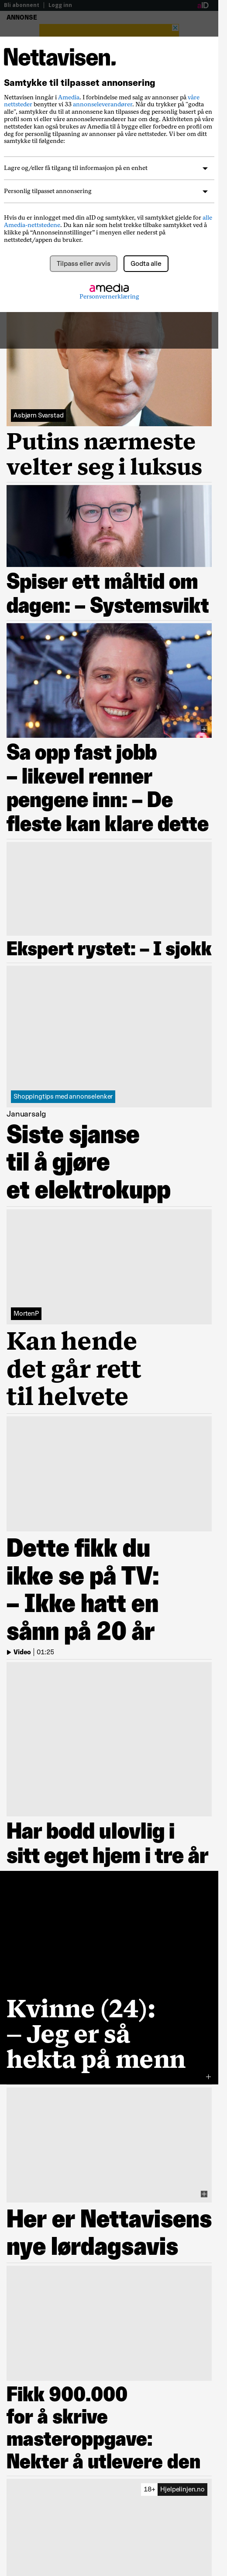 Bli abonnent | Logg inn
aID
ANNONSE
Nettavisen.
Samtykke til tilpasset annonsering
Nettavisen inngår i Amedia. I forbindelse med salg av annonser på våre
nettsteder benytter vi 33 annonseleverandører. Når du trykker på "godta
alle", samtykker du til at annonsene kan tilpasses deg personlig basert på en
profil som vi eller våre annonseleverandører har om deg. Aktiviteten på våre
nettsteder kan også brukes av Amedia til å bygge eller forbedre en profil om
deg for personlig tilpasning av annonser på våre nettsteder. Vi ber om ditt
samtykke til følgende:
Lagre og/eller få tilgang til informasjon på en enhet
Personlig tilpasset annonsering
Hvis du er innlogget med din aID og samtykker, vil samtykket gjelde for alle
Amedia-nettstedene. Du kan når som helst trekke tilbake samtykket ved å
klikke på “Annonseinnstillinger” i menyen eller nederst på
nettstedet/appen du bruker.
Tilpass eller avvis
Godta alle
amedia
Personvernerklæring
Asbjørn Svarstad
Putins nærmeste
velter seg i luksus
Spiser ett måltid om
dagen: – Systemsvikt
Sa opp fast jobb
– likevel renner
pengene inn: – De
fleste kan klare dette
Ekspert rystet: – I sjokk
Shoppingtips med annonselenker
Januarsalg
Siste sjanse
til å gjøre
et elektrokupp
MortenP
Kan hende
det går rett
til helvete
Dette fikk du
ikke se på TV:
– Ikke hatt en
sånn på 20 år
Video | 01:25
Har bodd ulovlig i
sitt eget hjem i tre år
Kvinne (24):
– Jeg er så
hekta på menn
Her er Nettavisens
nye lørdagsavis
Fikk 900.000
for å skrive
masteroppgave:
Nekter å utlevere den
18+ Hjelpelinjen.no